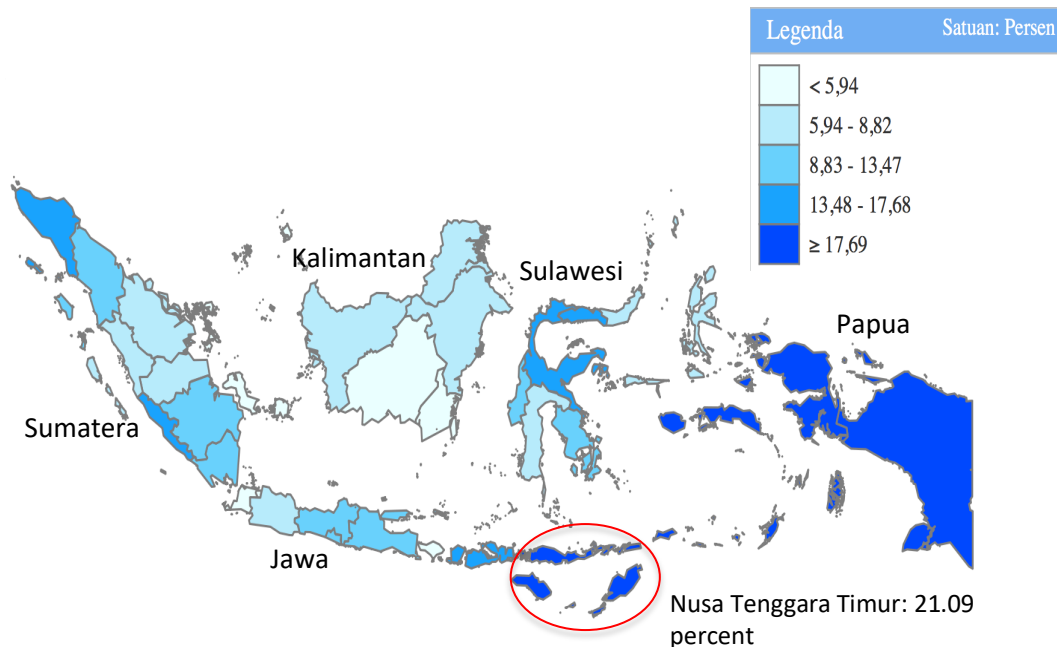 Legenda Satuan: Persen
< 5,94
5,94 - 8,82
8,83 - 13,47
13,48 - 17,68
≥ 17,69
Kalimantan
Sulawesi
Papua
Sumatera
Jawa
Nusa Tenggara Timur: 21.09
percent